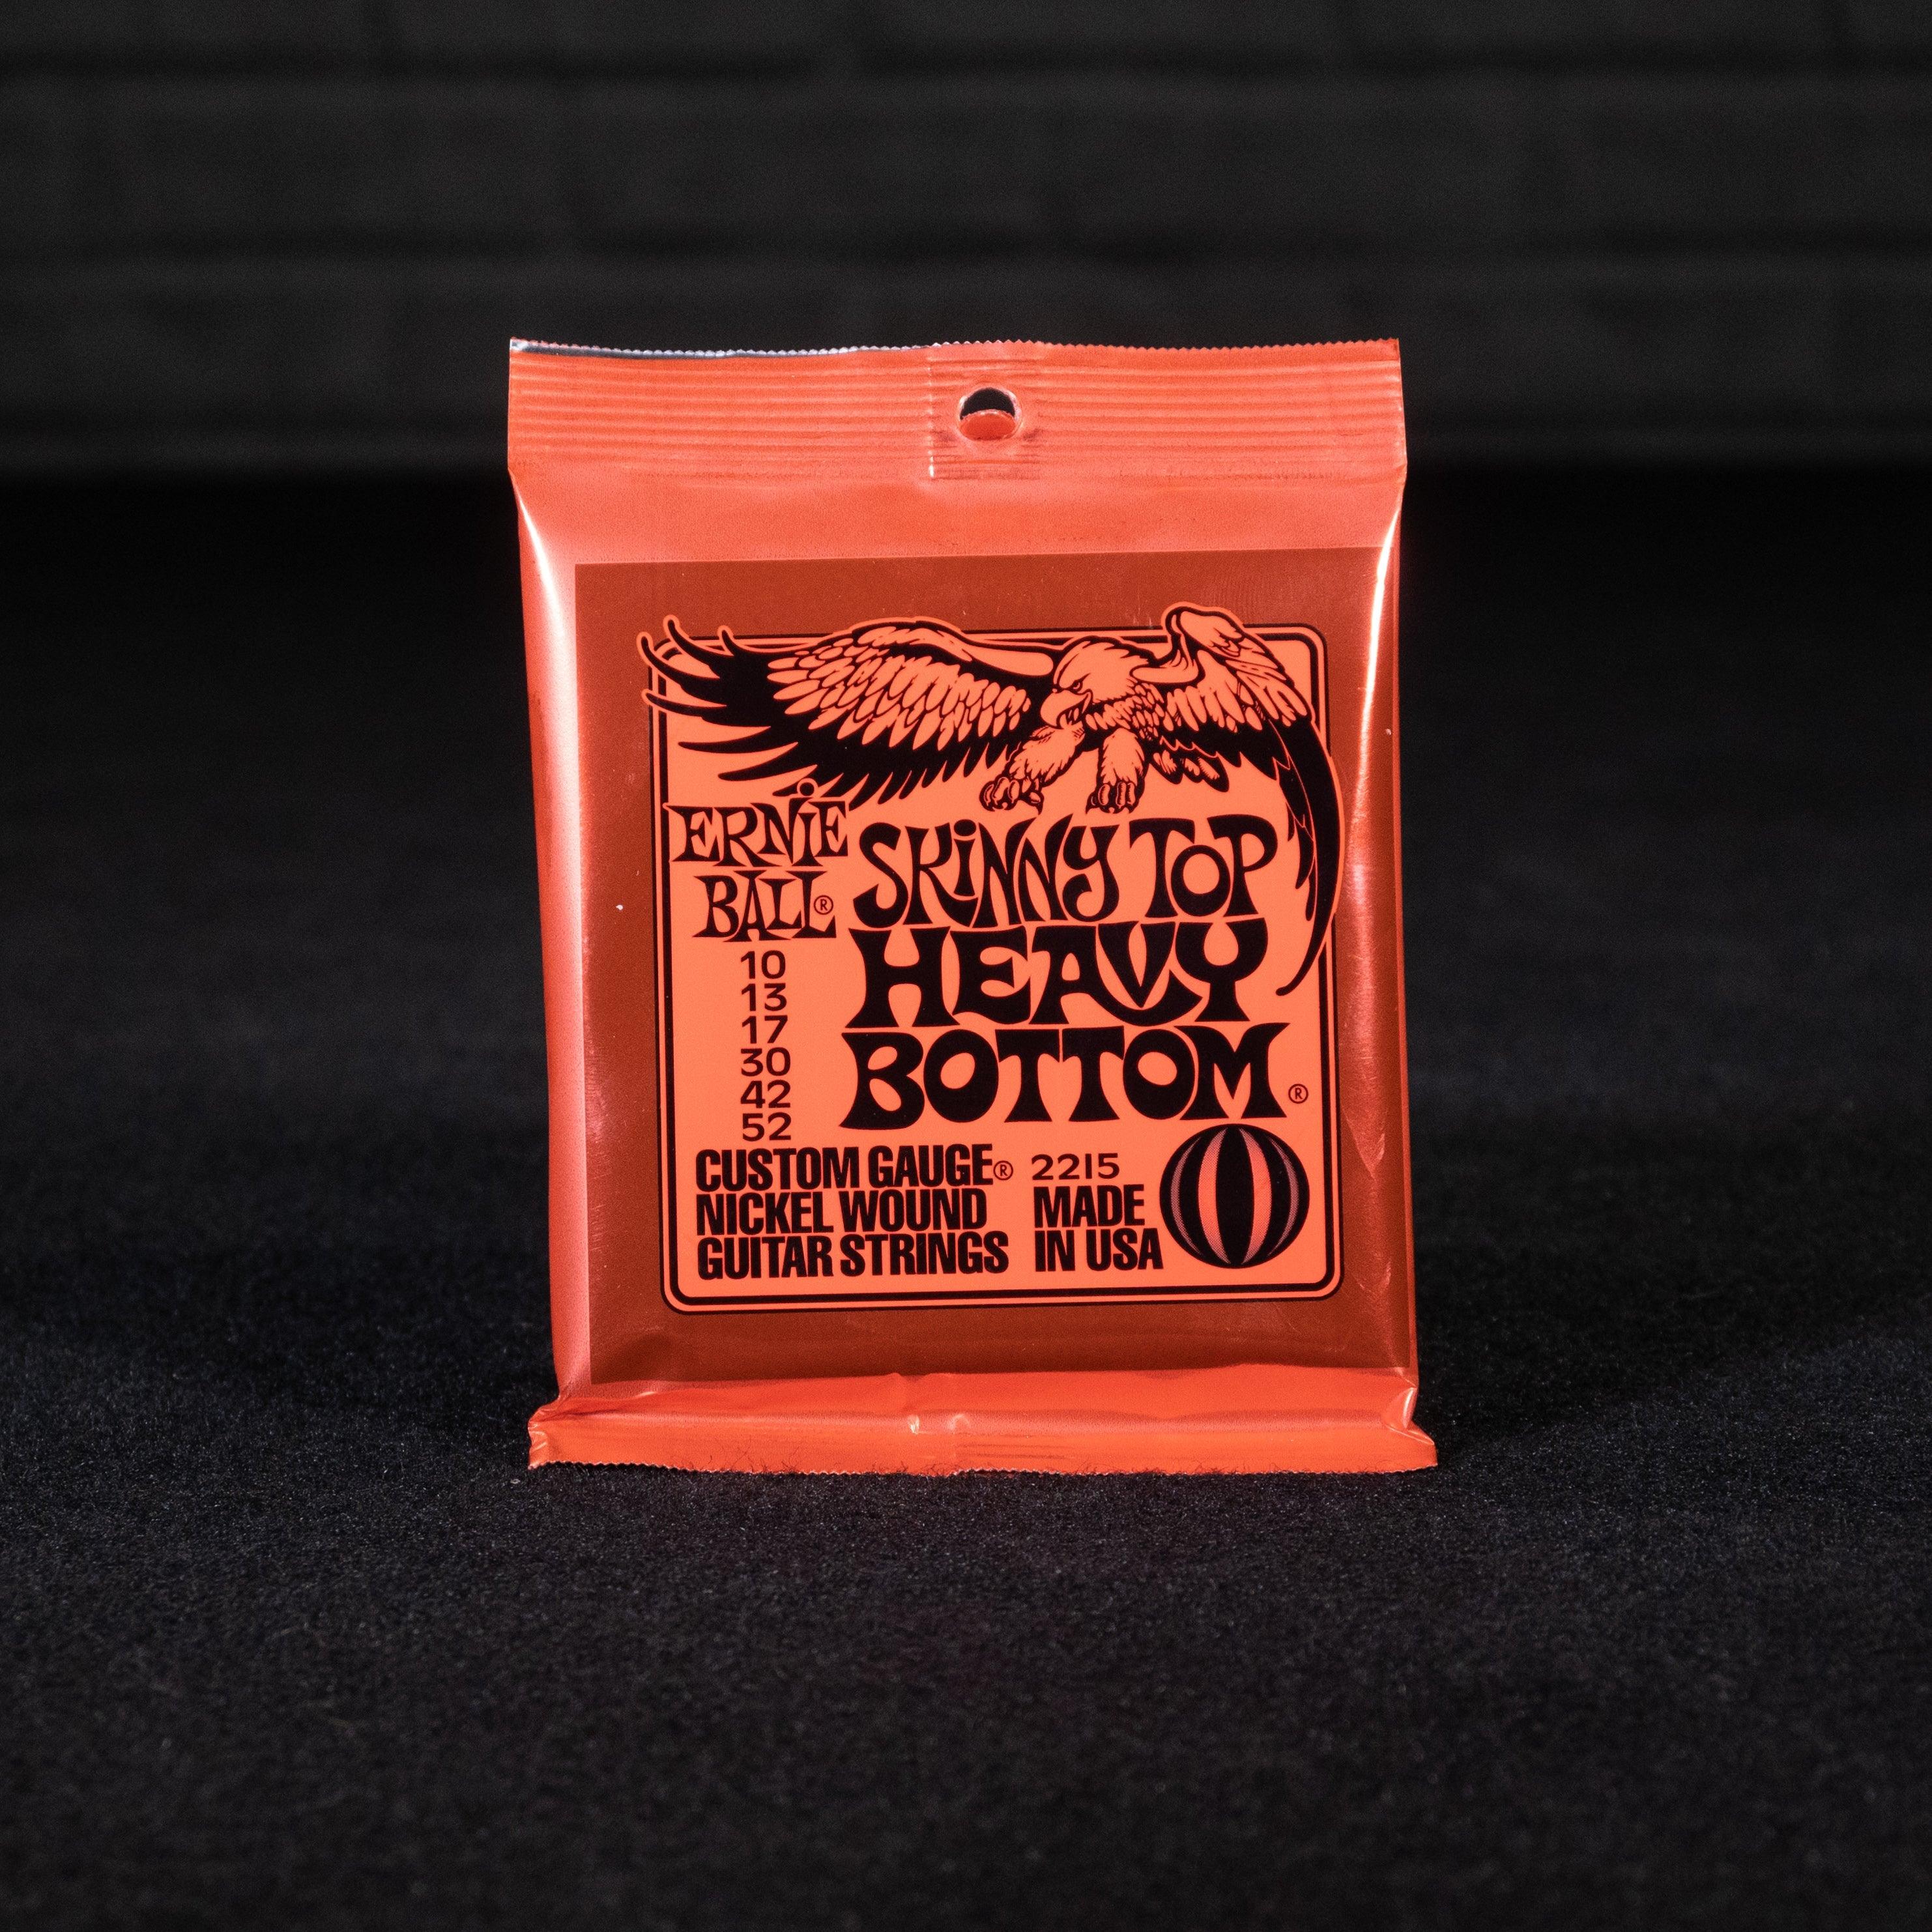 ERNIE
BALL®
SKINNY TOP
HEAVY
BOTTOM®
10
13
17
30
42
52
CUSTOM GAUGE®
NICKEL WOUND
GUITAR STRINGS
2215
MADE
IN USA